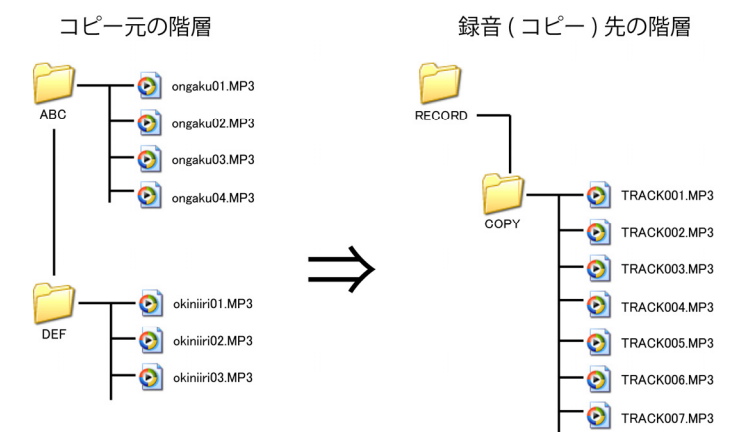 コピー元の階層
ABC
ongaku01.MP3
ongaku02.MP3
ongaku03.MP3
ongaku04.MP3
DEF
okiniiri01.MP3
okiniiri02.MP3
okiniiri03.MP3
⇒
録音(コピー)先の階層
RECORD
COPY
TRACK001.MP3
TRACK002.MP3
TRACK003.MP3
TRACK004.MP3
TRACK005.MP3
TRACK006.MP3
TRACK007.MP3